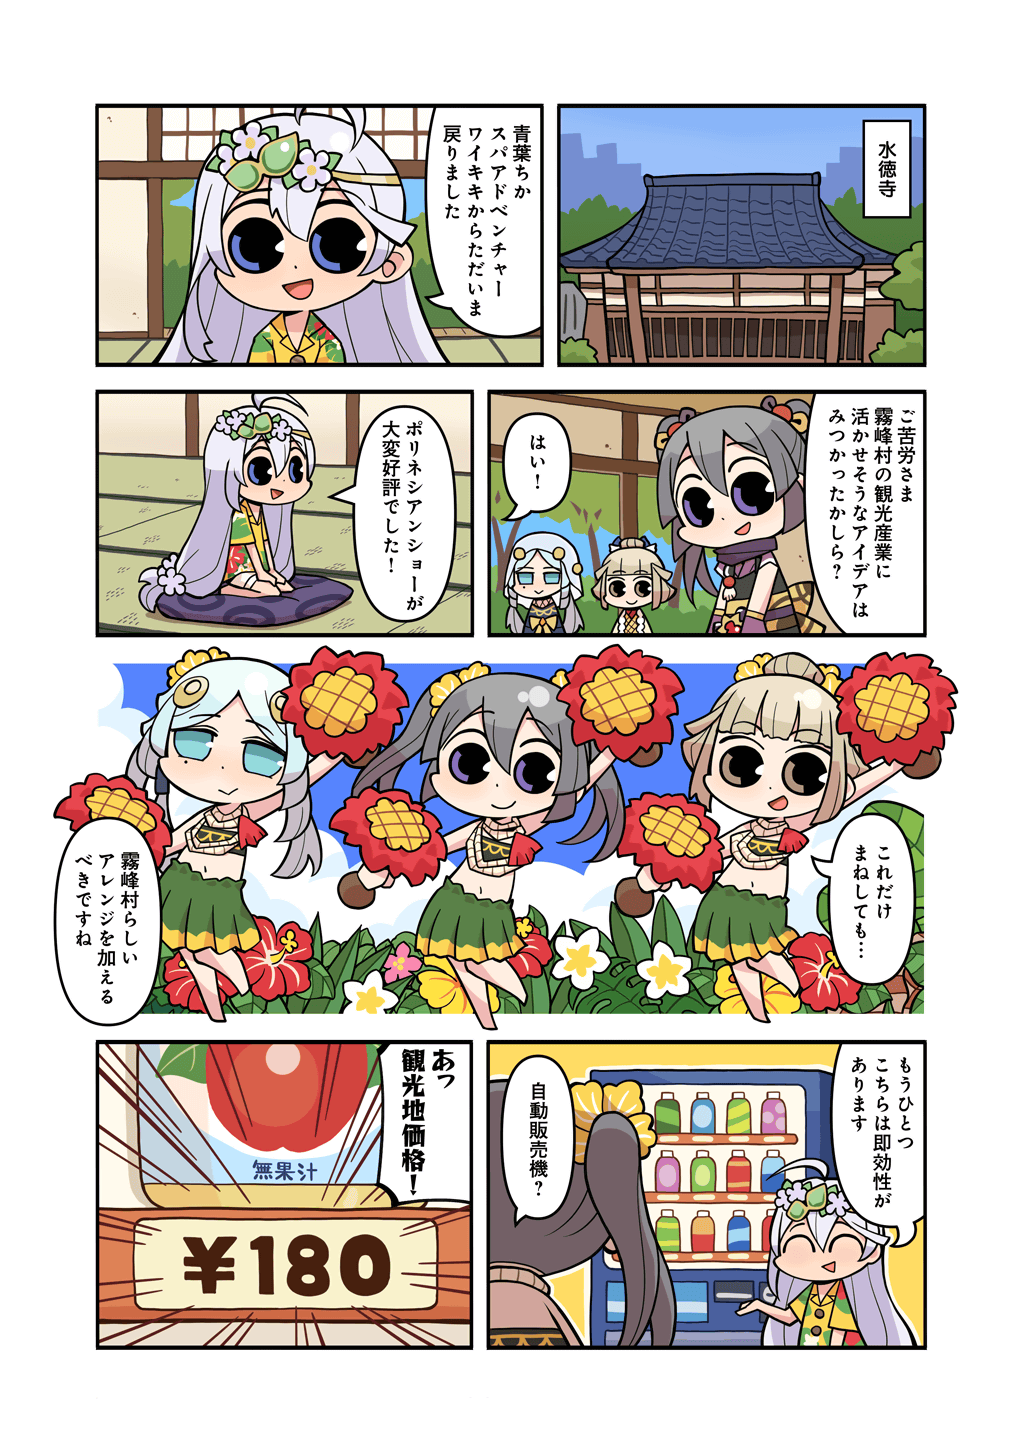 水徳寺
青葉ちか
スパアドベンチャー
ワイキキからただいま
戻りました
ご苦労さま
霧峰村の観光産業に
活かせそうなアイデアは
みつかったかしら？
はい！
ポリネシアンショーが
大変好評でした！
これだけ
まねしても…
霧峰村らしい
アレンジを加える
べきですね
もうひとつ
こちらは即効性が
あります
自動販売機？
あっ
観光地価格！
無果汁
￥180